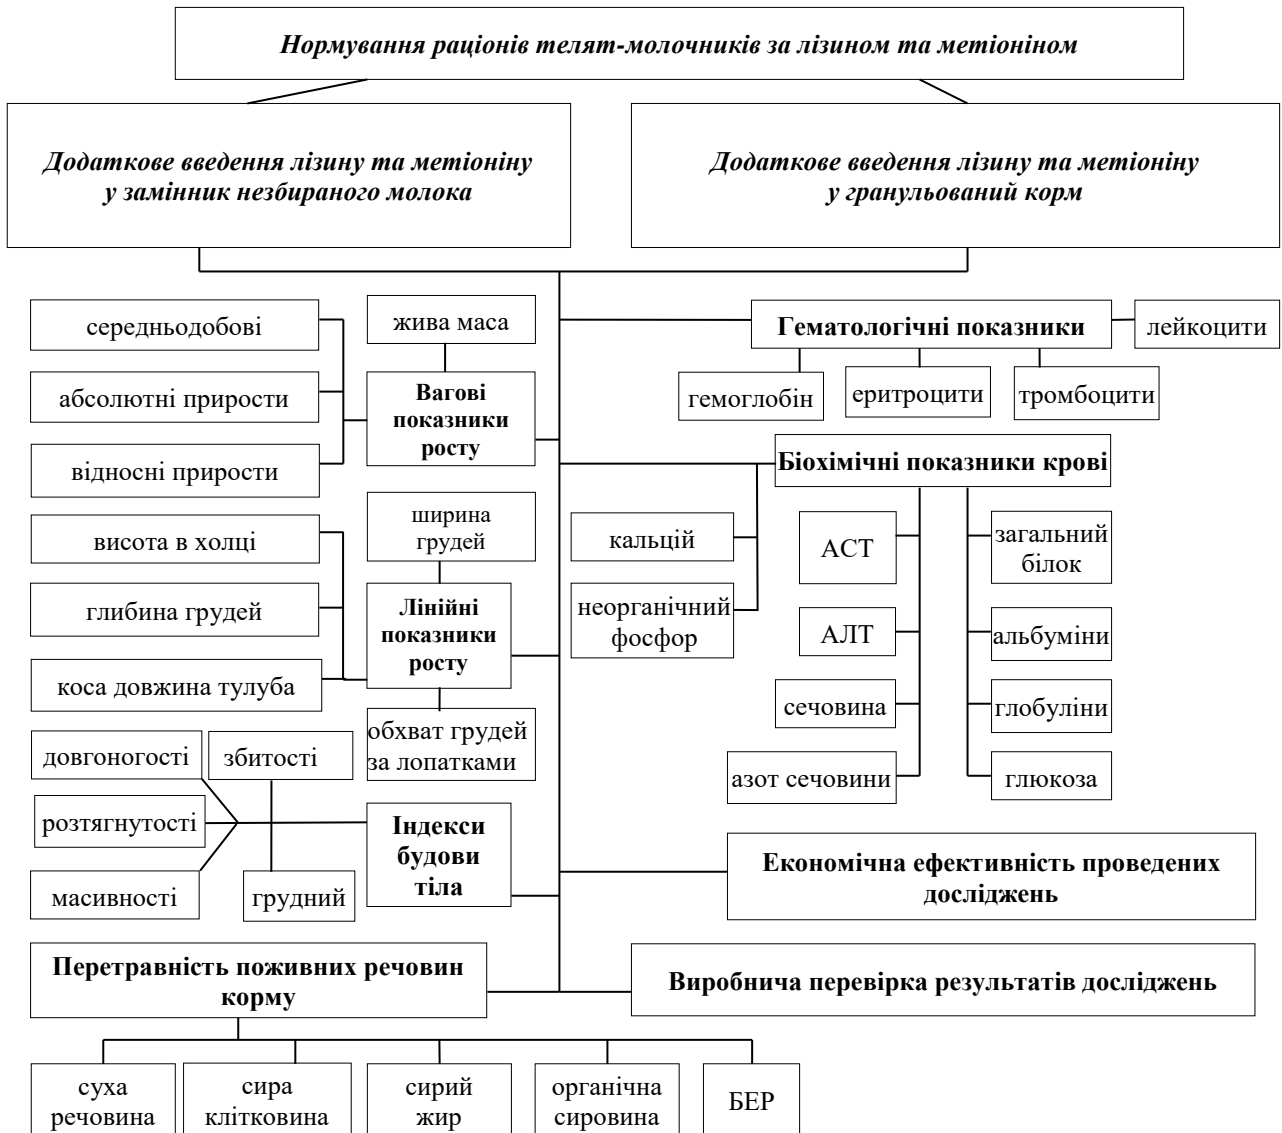 Нормування раціонів телят-молочників за лізином та метіоніном
Додаткове введення лізину та метіоніну
у замінник незбираного молока
Додаткове введення лізину та метіоніну
у гранульований корм
середньодобові
абсолютні прирости
відносні прирости
жива маса
Вагові
показники
росту
висота в холці
глибина грудей
коса довжина тулуба
ширина
грудей
Лінійні
показники
росту
обхват грудей
за лопатками
довгоногості
збитості
розтягнутості
масивності
грудний
Індекси
будови
тіла
Гематологічні показники
лейкоцити
гемоглобін
еритроцити
тромбоцити
Біохімічні показники крові
кальцій
неорганічний
фосфор
АСТ
АЛТ
сечовина
азот сечовини
загальний
білок
альбуміни
глобуліни
глюкоза
Економічна ефективність проведених
досліджень
Перетравність поживних речовин
корму
Виробнича перевірка результатів досліджень
суха
речовина
сира
клітковина
сирий
жир
органічна
сировина
БЕР